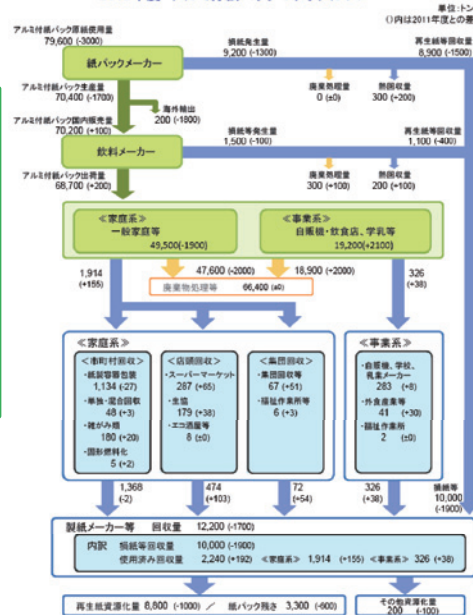 単位:トン
()内は2011年度との差
アルミ付紙パック原紙使用量
79,600 (-3000)
紙パックメーカー
損紙発生量
9,200 (-1300)
再生紙等回収量
8,900 (-1500)
廃棄処理量
0 (±0)
熱回収量
300 (+200)
アルミ付紙パック生産量
70,400 (-1700)
海外輸出
200 (-1800)
アルミ付紙パック国内販売量
70,200 (+100)
飲料メーカー
損紙等発生量
1,500 (-100)
再生紙等回収量
1,100 (-400)
廃棄処理量
300 (+100)
熱回収量
200 (+100)
アルミ付紙パック出荷量
68,700 (+200)
≪家庭系≫
一般家庭等
49,500(-1900)
≪事業系≫
自販機・飲食店、学乳等
19,200(+2100)
1,914
(+155)
47,600 (-2000)
18,900 (+2000)
326
(+38)
廃棄物処理等 66,400 (±0)
≪家庭系≫
<市町村回収>
・紙製容器包装
1,134 (-27)
・単独・混合回収
48 (+3)
・雑がみ類
180 (+20)
・固形燃料化
5 (+2)
<店頭回収>
・スーパーマーケット
287 (+65)
・生協
179 (+38)
・エコ酒屋等
8 (±0)
<集団回収>
・集団回収等
67 (+51)
・福祉作業所等
6 (+3)
≪事業系≫
・自販機、学校、
乳業メーカー
283 (+8)
・外食産業等
41 (+30)
・福祉作業所
2 (±0)
1,368
(-2)
474
(+103)
72
(+54)
326
(+38)
損紙等
10,000
(-1900)
製紙メーカー等 回収量 12,200 (-1700)
内訳 損紙等回収量 10,000 (-1900)
使用済み回収量 2,240 (+192) ≪家庭系≫ 1,914 (+155) ≪事業系≫ 326 (+38)
再生紙資源化量 8,800 (-1000) / 紙パック残さ 3,300 (-600)
その他資源化量
200 (-100)